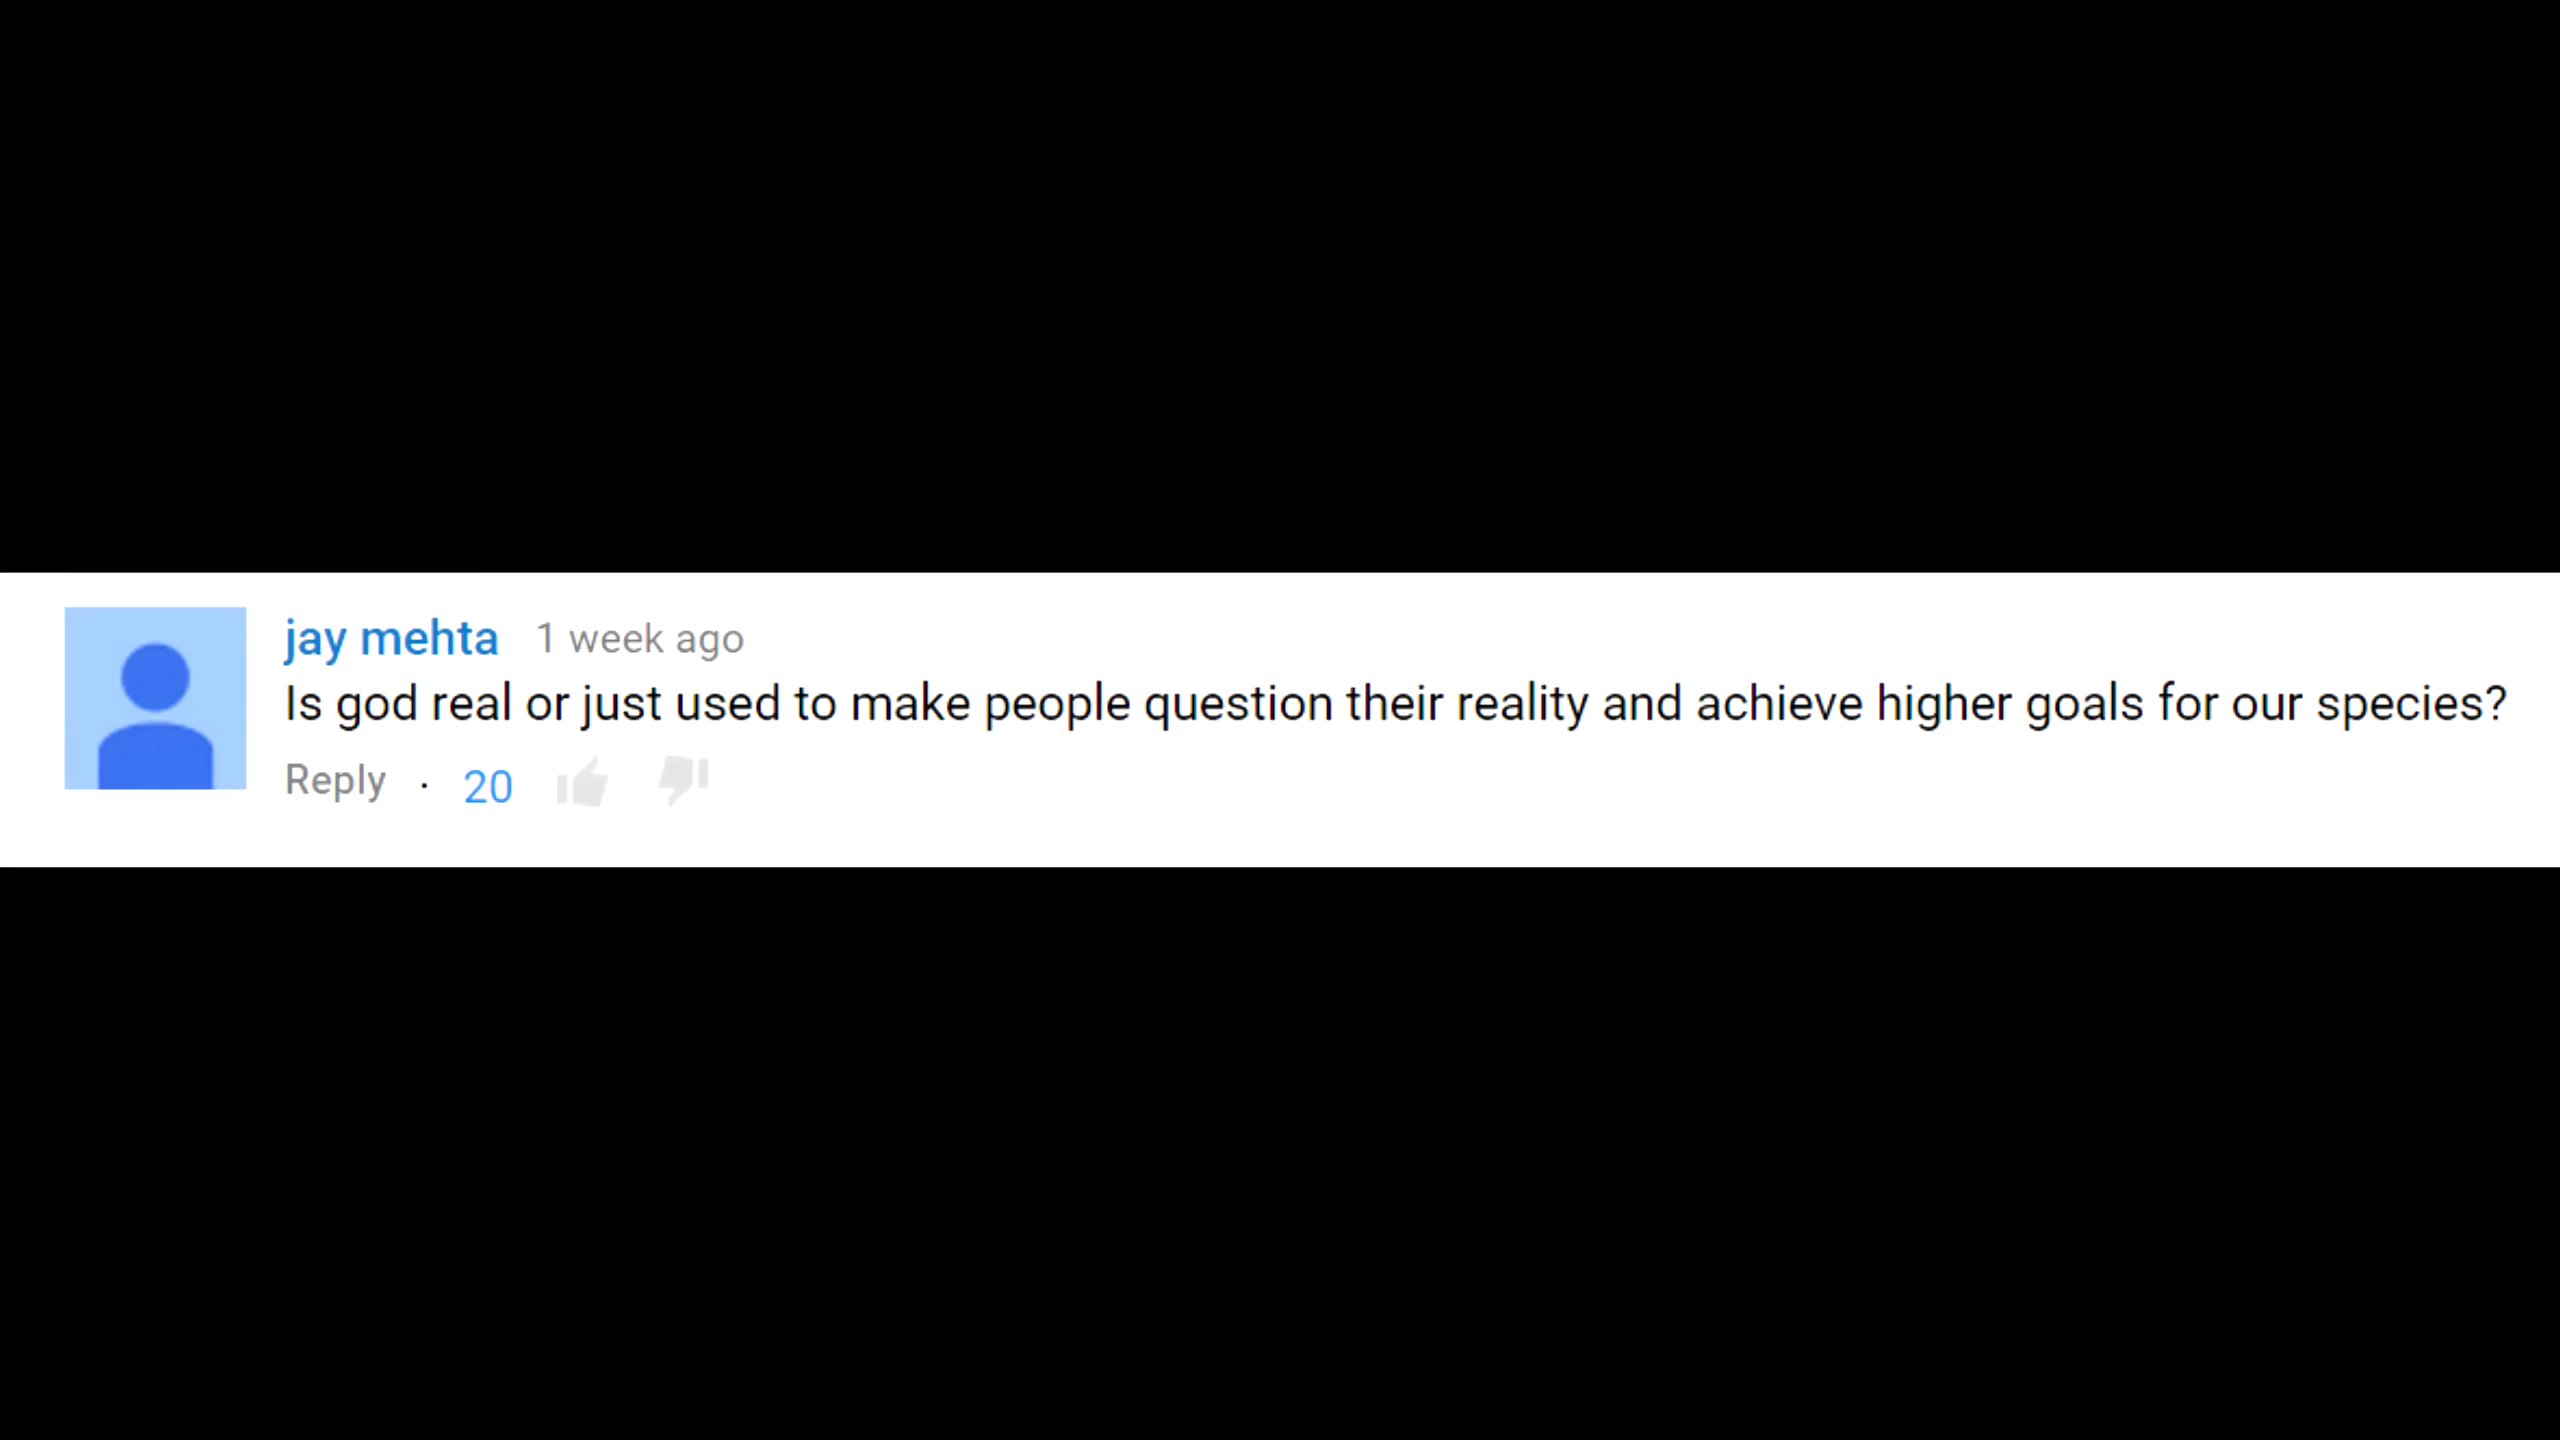 jay mehta 1 week ago
Is god real or just used to make people question their reality and achieve higher goals for our species?
Reply · 20